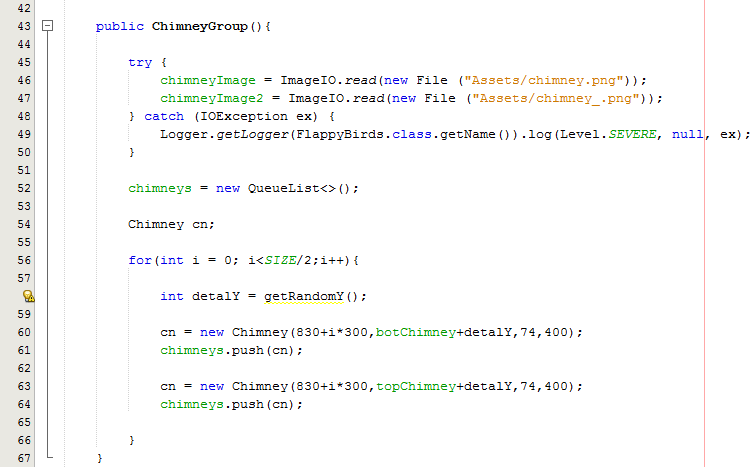 42
43 public ChimneyGroup(){
44
45 try {
46 chimneyImage = ImageIO.read(new File ("Assets/chimney.png"));
47 chimneyImage2 = ImageIO.read(new File ("Assets/chimney_.png"));
48 } catch (IOException ex) {
49 Logger.getLogger(FlappyBirds.class.getName()).log(Level.SEVERE, null, ex);
50 }
51
52 chimneys = new QueueList<>();
53
54 Chimney cn;
55
56 for(int i = 0; i<SIZE/2;i++){
57
int detalY = getRandomY();
59
60 cn = new Chimney(830+i*300,botChimney+detalY,74,400);
61 chimneys.push(cn);
62
63 cn = new Chimney(830+i*300,topChimney+detalY,74,400);
64 chimneys.push(cn);
65
66 }
67 }